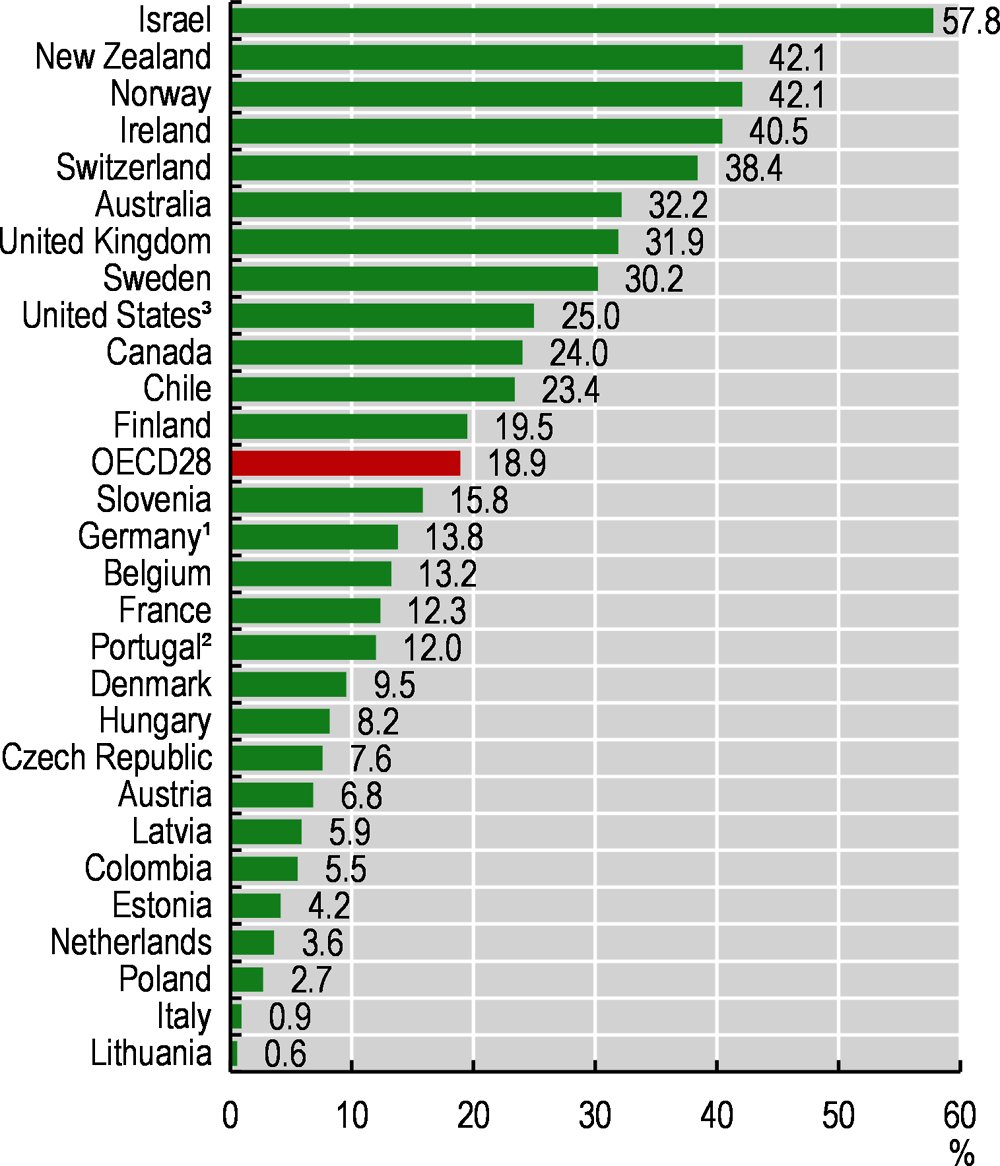 Israel 57.8
New Zealand 42.1
Norway 42.1
Ireland 40.5
Switzerland 38.4
Australia 32.2
United Kingdom 31.9
Sweden 30.2
United States³ 25.0
Canada 24.0
Chile 23.4
Finland 19.5
OECD28 18.9
Slovenia 15.8
Germany¹ 13.8
Belgium 13.2
France 12.3
Portugal² 12.0
Denmark 9.5
Hungary 8.2
Czech Republic 7.6
Austria 6.8
Latvia 5.9
Colombia 5.5
Estonia 4.2
Netherlands 3.6
Poland 2.7
Italy 0.9
Lithuania 0.6
0 10 20 30 40 50 60
%